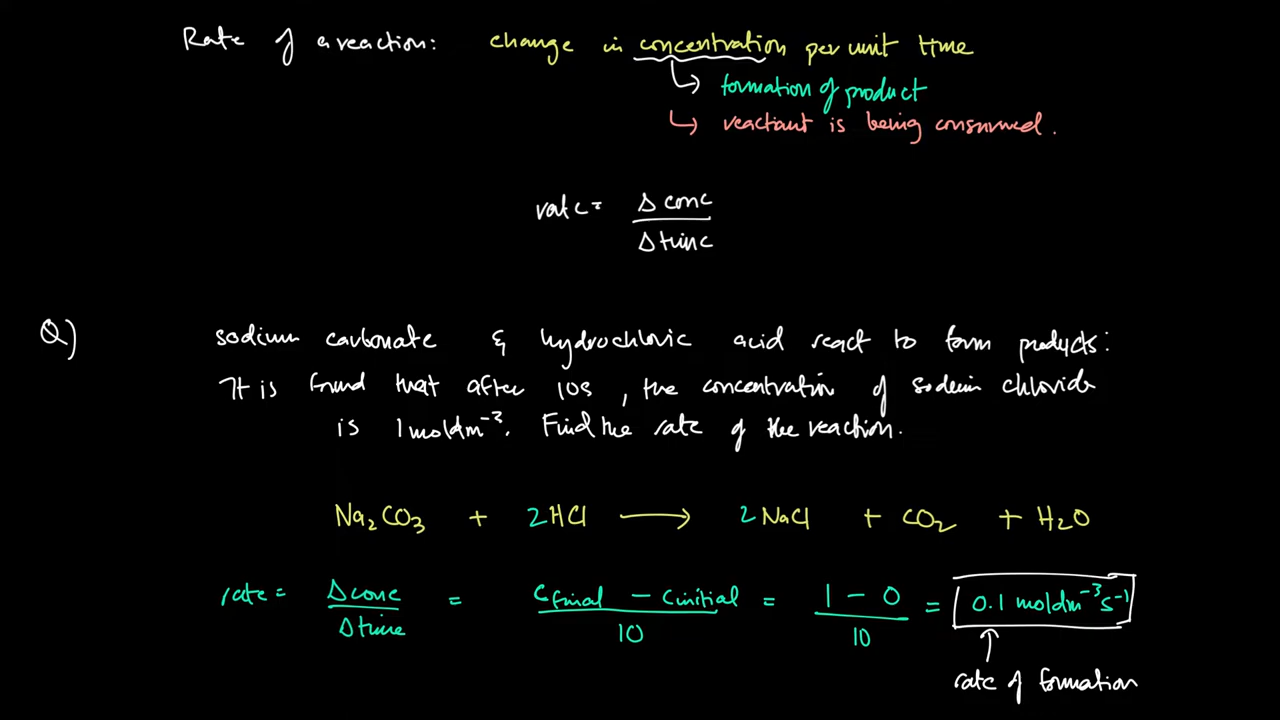 Rate of a reaction: change in concentration per unit time
↳ formation of product
↳ reactant is being consumed.
rate = Δconc / Δtime
Q) sodium carbonate & hydrochloric acid react to form products:
It is found that after 10s, the concentration of sodium chloride
is 1 moldm⁻³. Find the rate of the reaction.
Na₂CO₃ + 2HCl → 2NaCl + CO₂ + H₂O
rate = Δconc / Δtime = (Cfinal − Cinitial) / 10 = (1 − 0) / 10 = 0.1 moldm⁻³s⁻¹
↑
rate of formation